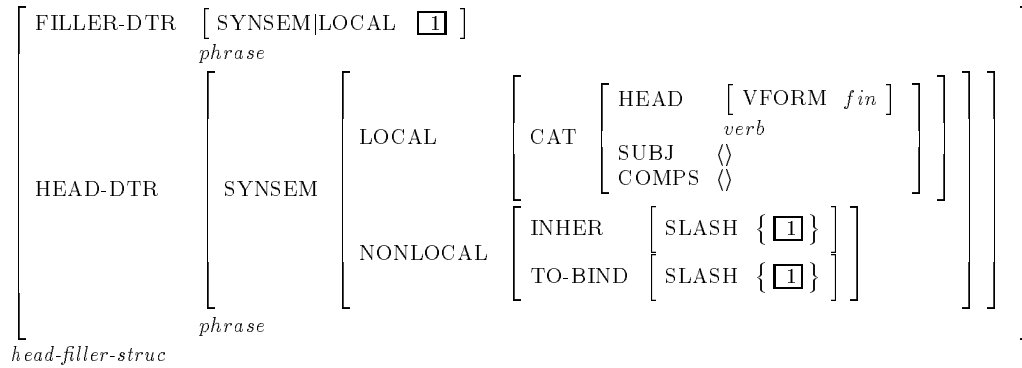 FILLER-DTR [ SYNSEM|LOCAL 1 ]
phrase
HEAD [ VFORM fin ]
verb
LOCAL CAT
SUBJ ⟨⟩
COMPS ⟨⟩
HEAD-DTR SYNSEM
INHER [ SLASH { 1 } ]
NONLOCAL
TO-BIND [ SLASH { 1 } ]
phrase
head-filler-struc